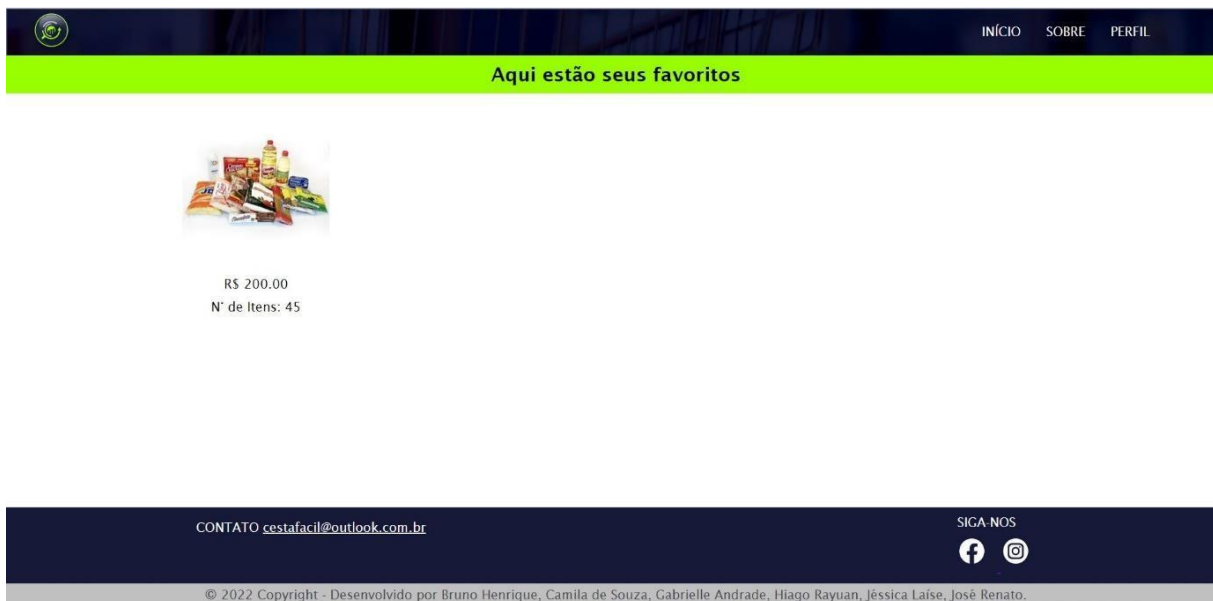 INÍCIO SOBRE PERFIL
Aqui estão seus favoritos
R$ 200.00
N° de Itens: 45
CONTATO cestafacil@outlook.com.br
SIGA-NOS
© 2022 Copyright - Desenvolvido por Bruno Henrique, Camila de Souza, Gabrielle Andrade, Hiago Rayuan, Jéssica Laíse, José Renato.